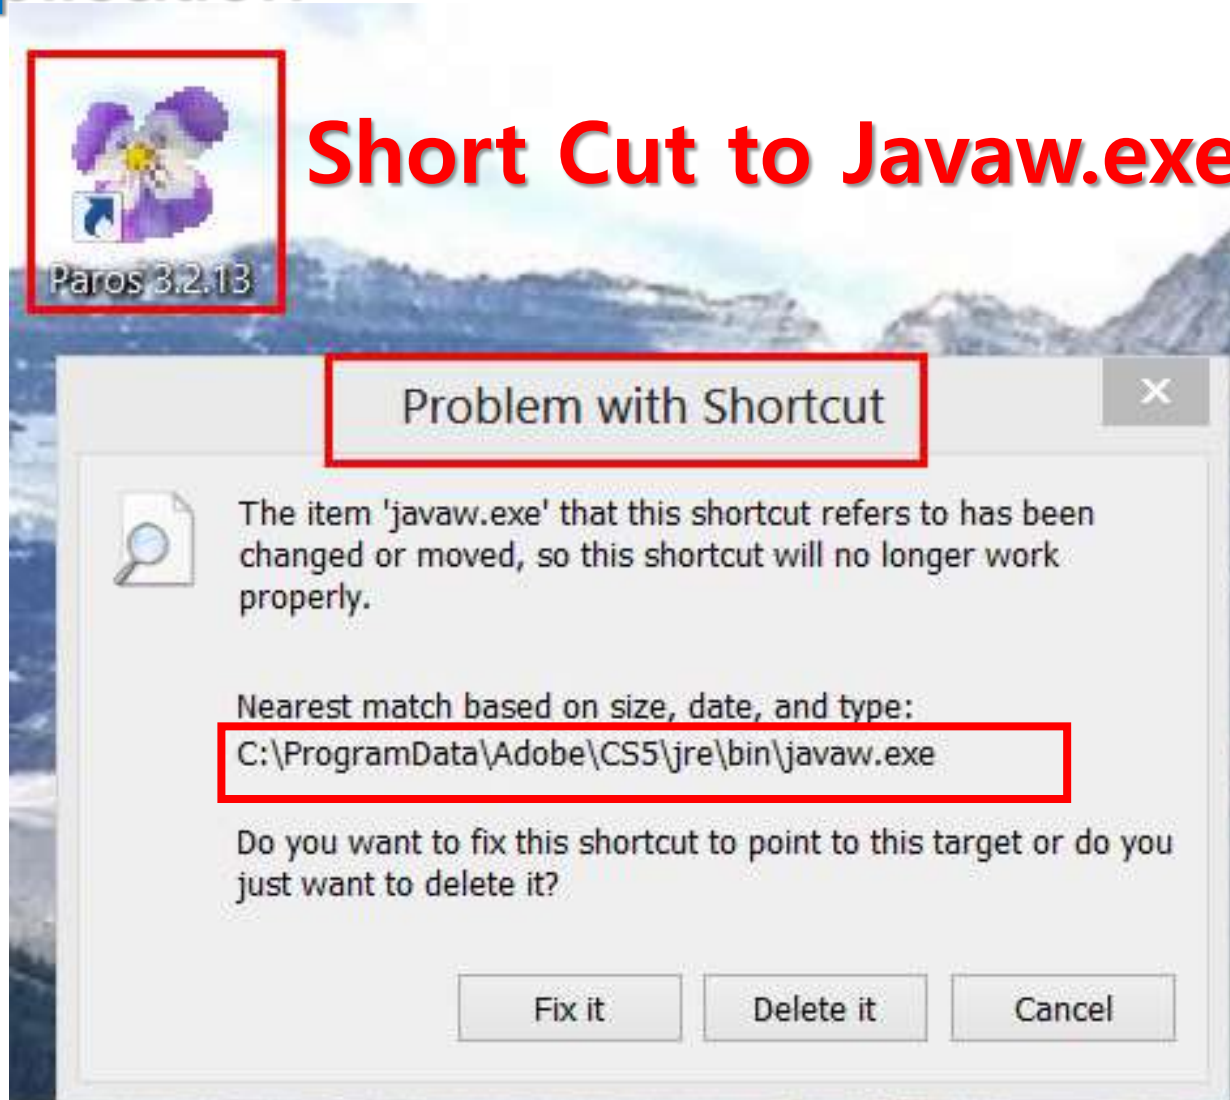 Short Cut to Javaw.exe
Paros 3.2.13
Problem with Shortcut
The item 'javaw.exe' that this shortcut refers to has been
changed or moved, so this shortcut will no longer work
properly.
Nearest match based on size, date, and type:
C:\ProgramData\Adobe\CS5\jre\bin\javaw.exe
Do you want to fix this shortcut to point to this target or do you
just want to delete it?
Fix it
Delete it
Cancel